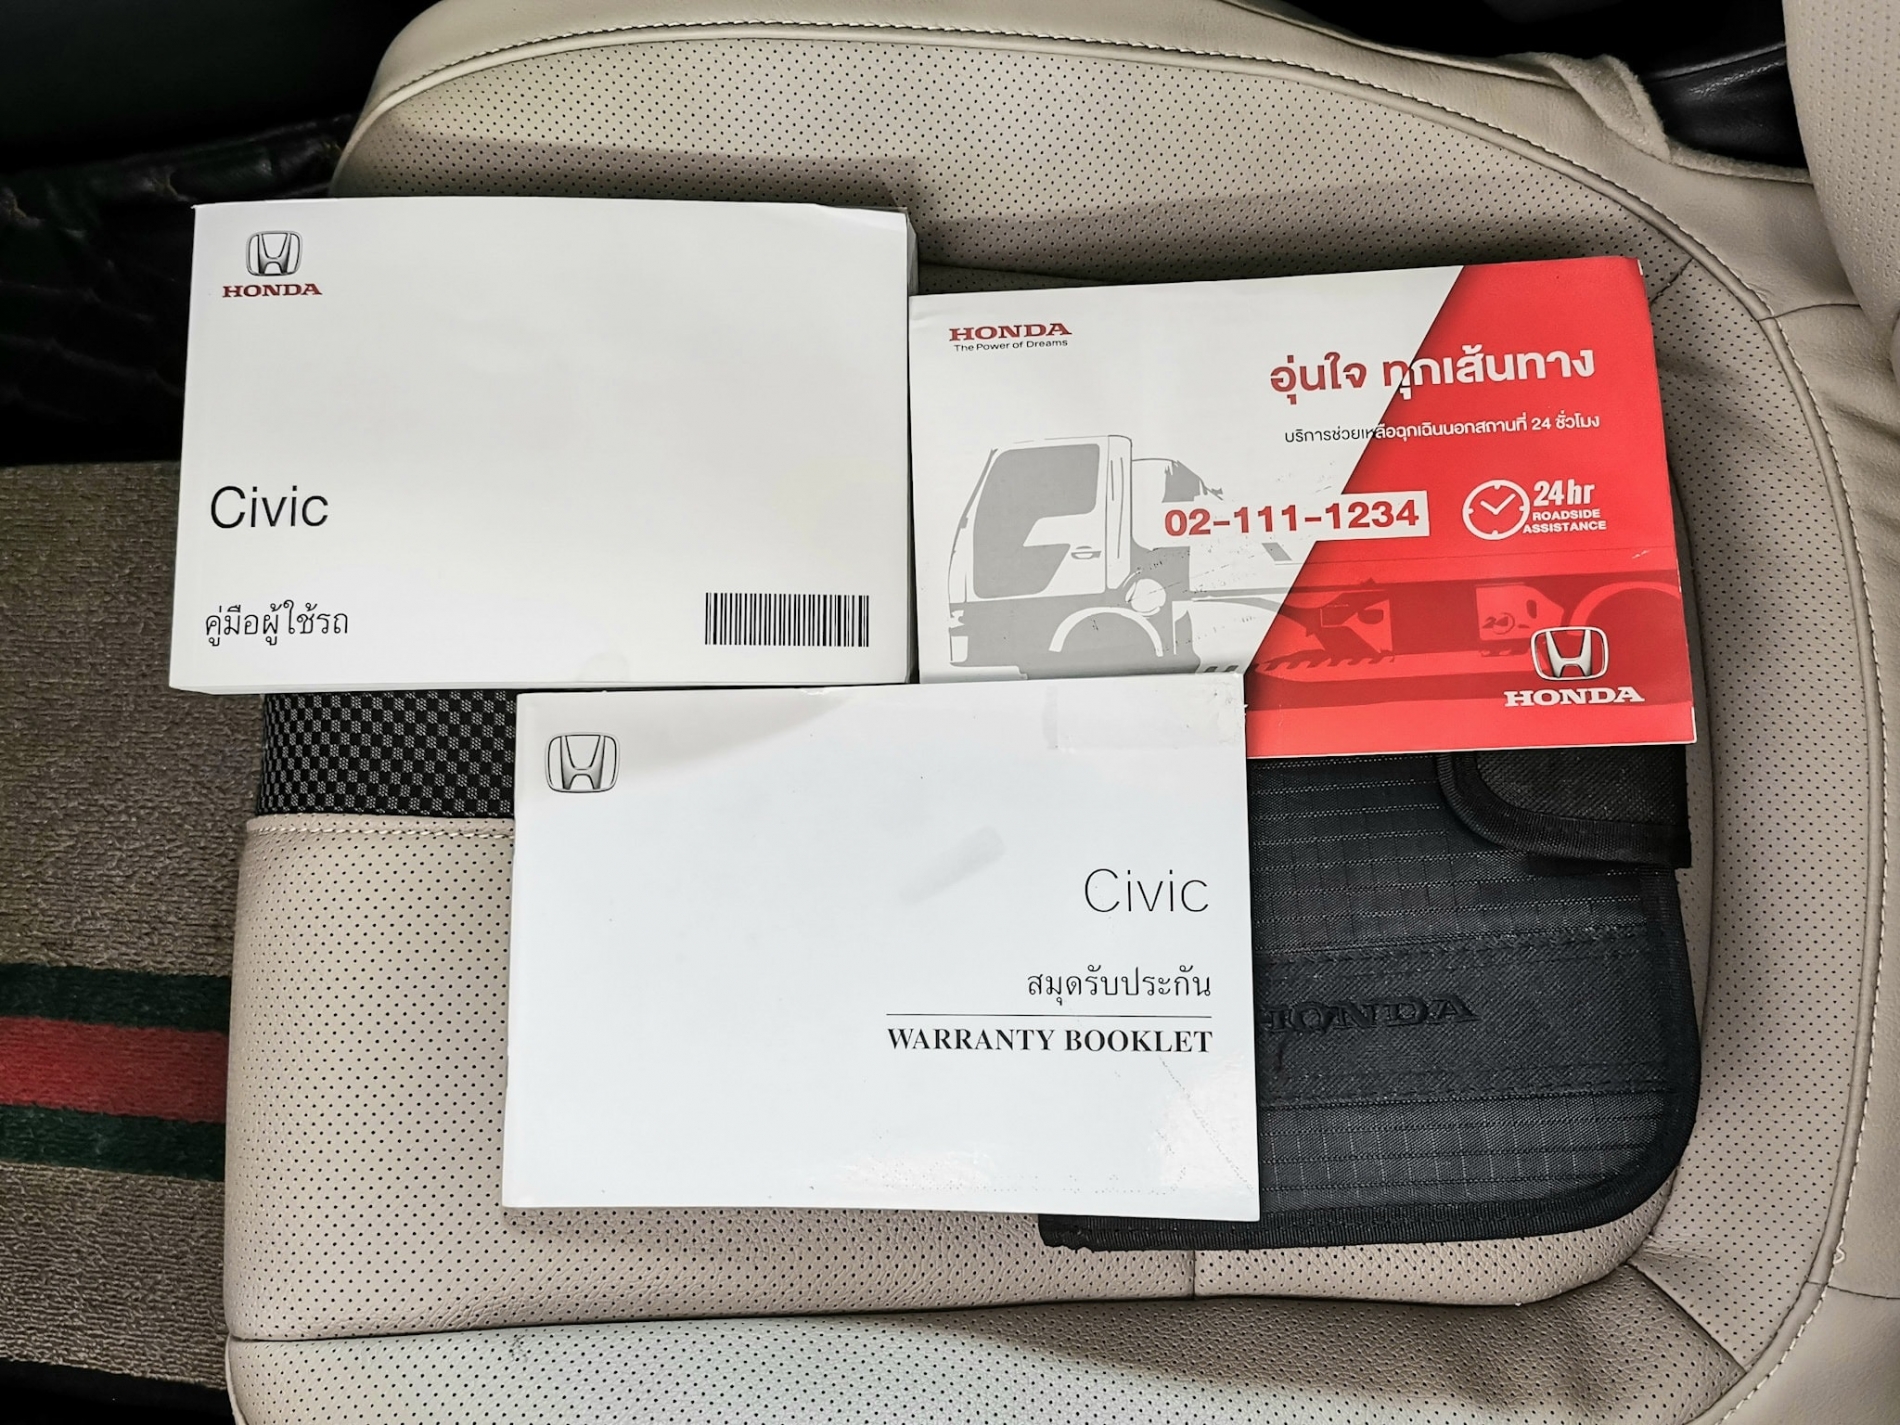 HONDA
Civic
คู่มือผู้ใช้รถ
HONDA
The Power of Dreams
อุ่นใจ ทุกเส้นทาง
บริการช่วยเหลือฉุกเฉินนอกสถานที่ 24 ชั่วโมง
02-111-1234
24hr
ROADSIDE
ASSISTANCE
24
HONDA
Civic
สมุดรับประกัน
WARRANTY BOOKLET
HONDA